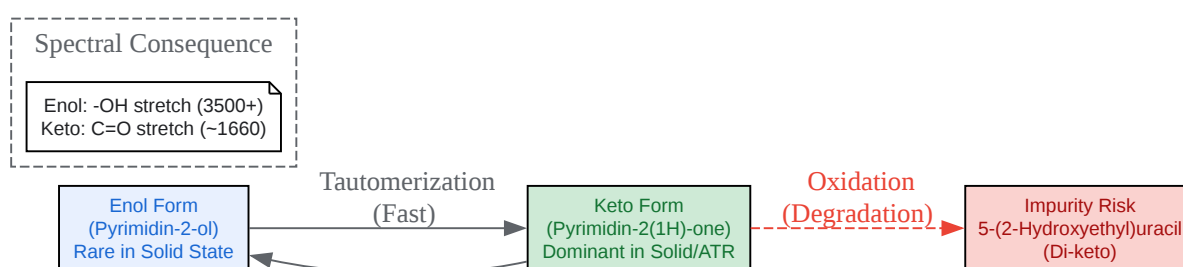 Spectral Consequence
Enol: -OH stretch (3500+)
Keto: C=O stretch (~1660)
Enol Form
(Pyrimidin-2-ol)
Rare in Solid State
Tautomerization
(Fast)
Keto Form
(Pyrimidin-2(1H)-one)
Dominant in Solid/ATR
Oxidation
(Degradation)
Impurity Risk
5-(2-Hydroxyethyl)uracil
(Di-keto)